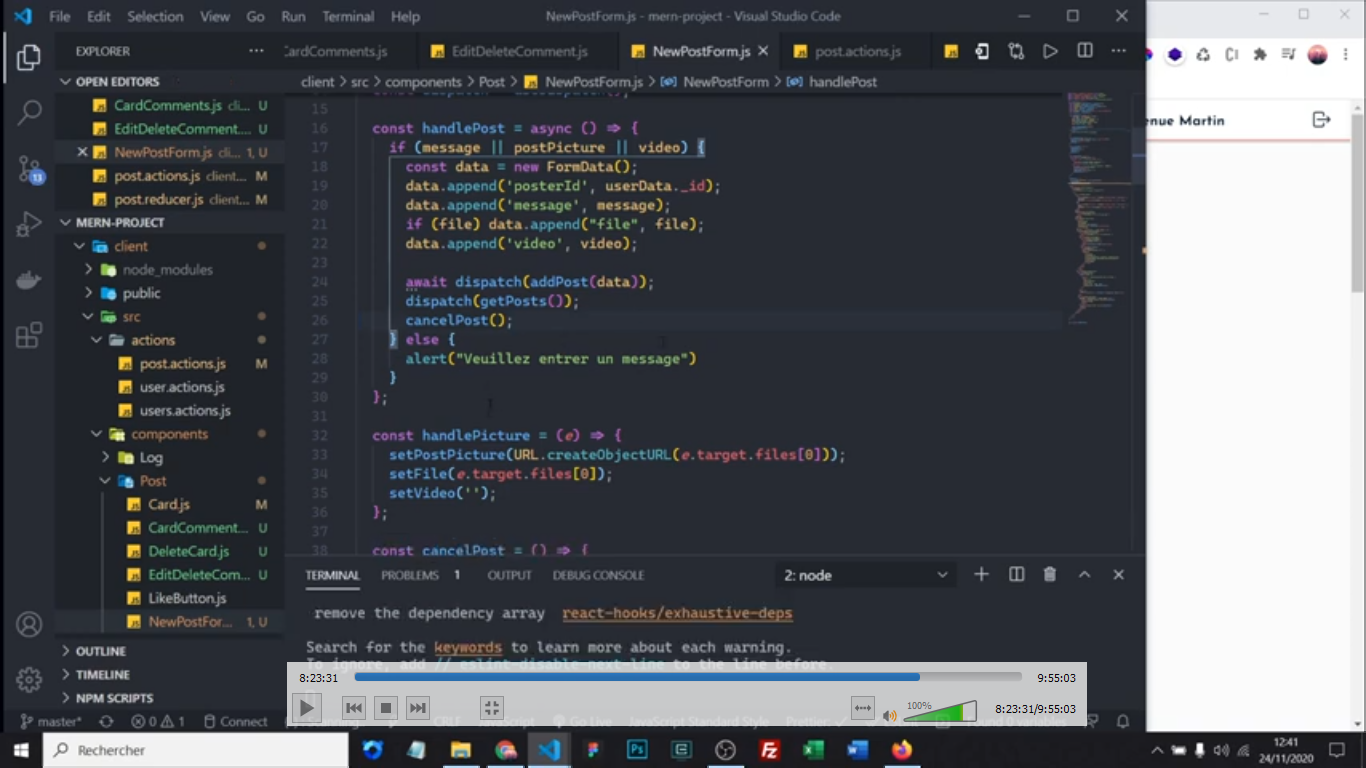 File Edit Selection View Go Run Terminal Help NewPostForm.js - mern-project - Visual Studio Code
EXPLORER
CardComments.js EditDeleteComment.js NewPostForm.js post.actions.js
OPEN EDITORS
client > src > components > Post > NewPostForm.js > NewPostForm > handlePost
CardComments.js cli... U
EditDeleteComment.... U
NewPostForm.js cli... 1, U
post.actions.js client... M
post.reducer.js client... M
MERN-PROJECT
client
node_modules
public
src
actions
post.actions.js M
user.actions.js
users.actions.js
components
Log
Post
Card.js M
CardComment... U
DeleteCard.js U
EditDeleteCom... U
LikeButton.js
NewPostFor... 1, U
OUTLINE
TIMELINE
NPM SCRIPTS
15
16 const handlePost = async () => {
17 if (message || postPicture || video) {
18 const data = new FormData();
19 data.append('posterId', userData._id);
20 data.append('message', message);
21 if (file) data.append("file", file);
22 data.append('video', video);
23
24 await dispatch(addPost(data));
25 dispatch(getPosts());
26 cancelPost();
27 } else {
28 alert("Veuillez entrer un message")
29 }
30 };
31
32 const handlePicture = (e) => {
33 setPostPicture(URL.createObjectURL(e.target.files[0]));
34 setFile(e.target.files[0]);
35 setVideo('');
36 };
37
38 const cancelPost = () => {
TERMINAL PROBLEMS 1 OUTPUT DEBUG CONSOLE 2: node
remove the dependency array react-hooks/exhaustive-deps
Search for the keywords to learn more about each warning.
To ignore, add // eslint-disable-next-line to the line before.
8:23:31 9:55:03
100%
8:23:31/9:55:03
master* 0 1 Connect CRLF JavaScript Go Live JavaScript Standard Style Prettier: ✓ Found 0 variables
13
enue Martin
Rechercher
12:41
24/11/2020